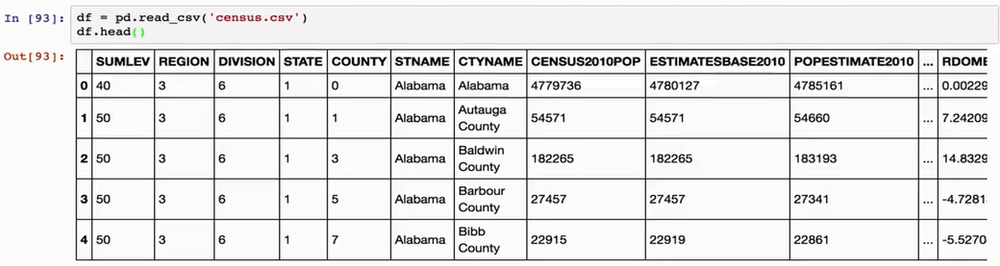 In [93]: df = pd.read_csv('census.csv')
df.head()
Out[93]:
SUMLEV REGION DIVISION STATE COUNTY STNAME CTYNAME CENSUS2010POP ESTIMATESBASE2010 POPESTIMATE2010 ... RDOME
0 40 3 6 1 0 Alabama Alabama 4779736 4780127 4785161 ... 0.00229
1 50 3 6 1 1 Alabama Autauga County 54571 54571 54660 ... 7.24209
2 50 3 6 1 3 Alabama Baldwin County 182265 182265 183193 ... 14.8329
3 50 3 6 1 5 Alabama Barbour County 27457 27457 27341 ... -4.7281
4 50 3 6 1 7 Alabama Bibb County 22915 22919 22861 ... -5.5270